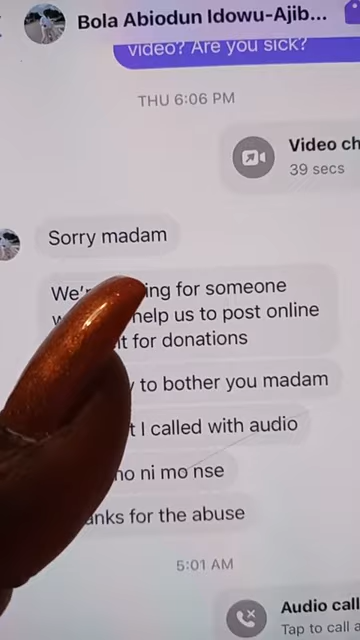 Bola Abiodun Idowu-Ajib...
video? Are you sick?
THU 6:06 PM
Video ch
39 secs
Sorry madam
We' ing for someone
help us to post online
it for donations
to bother you madam
I called with audio
ni mo nse
anks for the abuse
5:01 AM
Audio call
Tap to call a